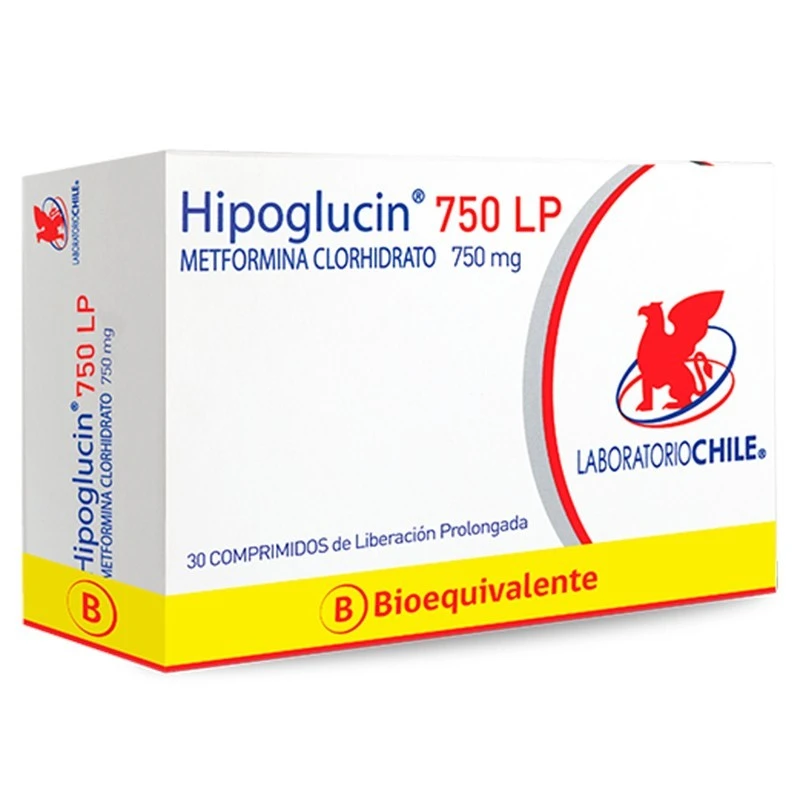 Hipoglucin® 750 LP
METFORMINA CLORHIDRATO 750 mg
LABORATORIOCHILE®
30 COMPRIMIDOS de Liberación Prolongada
B Bioequivalente
LABORATORIOCHILE®
Hipoglucin® 750 LP
METFORMINA CLORHIDRATO 750 mg
B